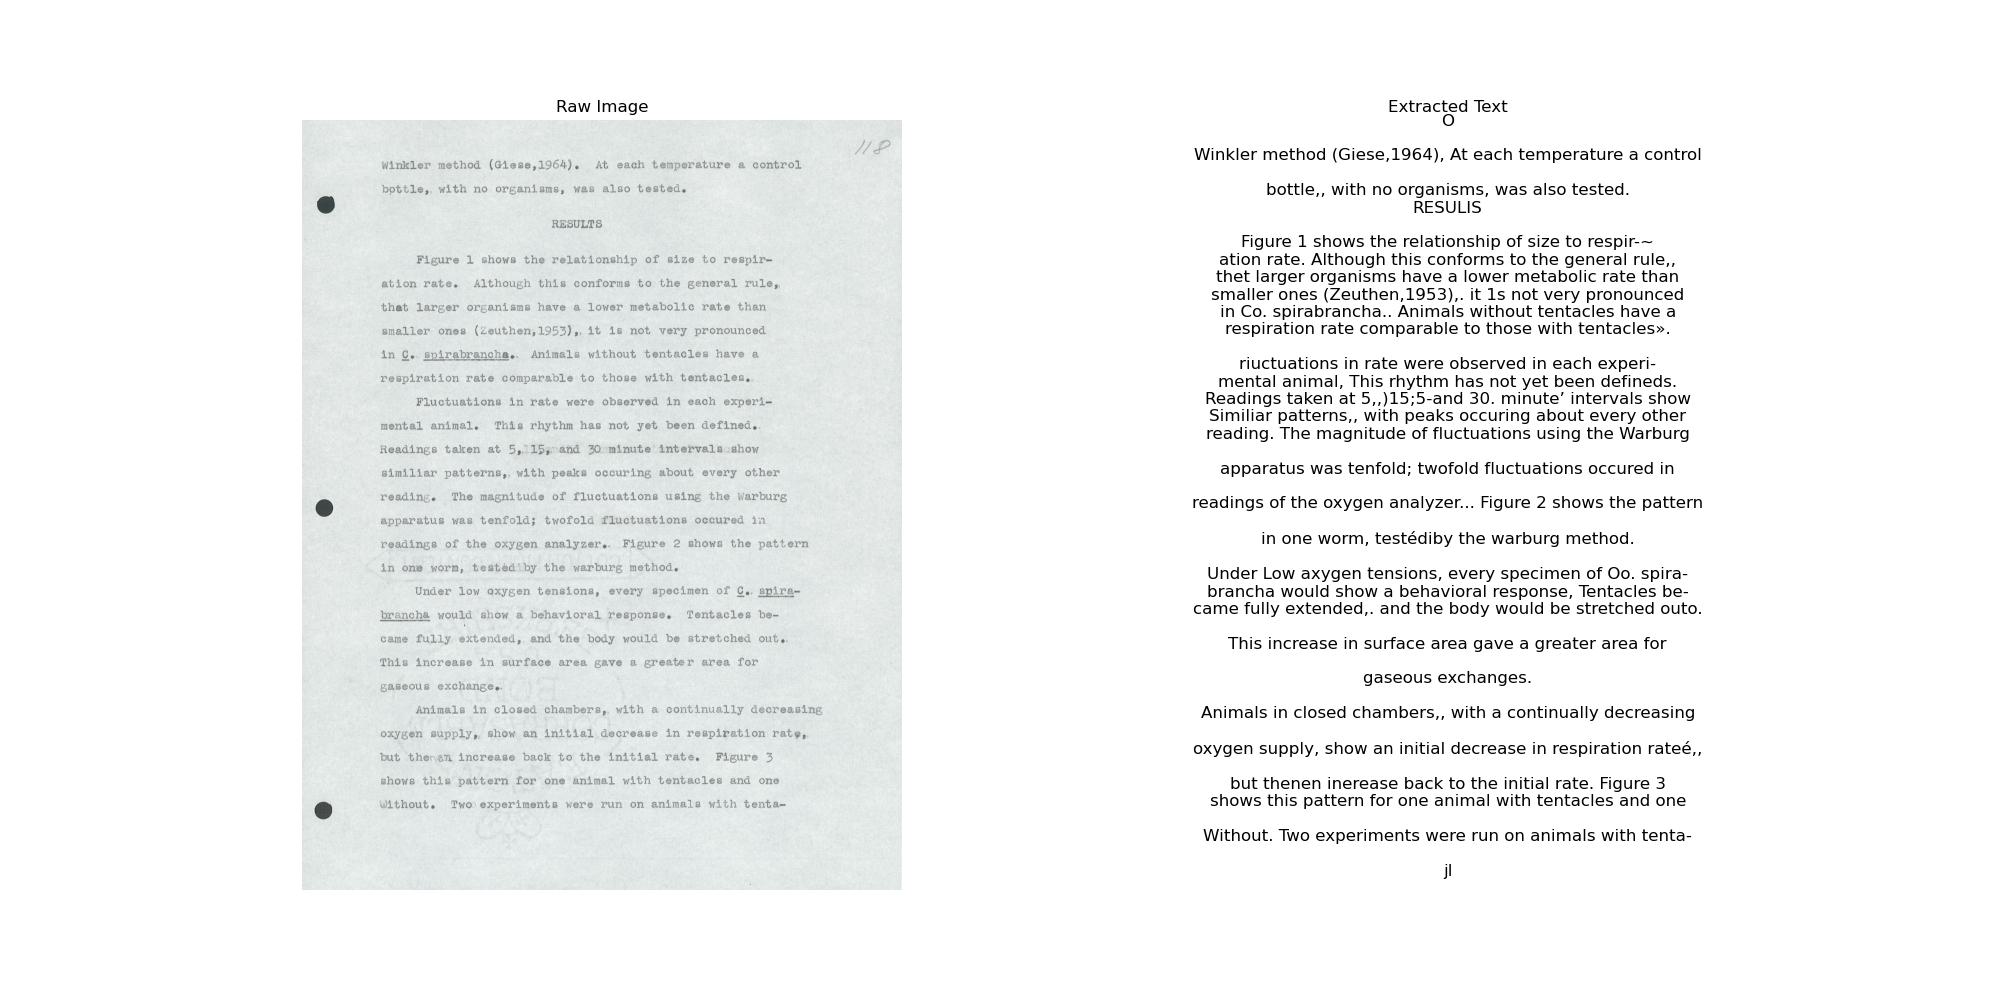 Raw Image
118
Winkler method (Giese,1964).  At each temperature a control
bottle, with no organisms, was also tested.
RESULTS
Figure 1 shows the relationship of size to respir-
ation rate.  Although this conforms to the general rule,
that larger organisms have a lower metabolic rate than
smaller ones (Zeuthen,1953), it is not very pronounced
in C. spirabrancha.  Animals without tentacles have a
respiration rate comparable to those with tentacles.
Fluctuations in rate were observed in each experi-
mental animal.  This rhythm has not yet been defined.
Readings taken at 5, 15, and 30 minute intervals show
similiar patterns, with peaks occuring about every other
reading.  The magnitude of fluctuations using the Warburg
apparatus was tenfold; twofold fluctuations occured in
readings of the oxygen analyzer.  Figure 2 shows the pattern
in one worm, tested by the warburg method.
Under low oxygen tensions, every specimen of C. spira-
brancha would show a behavioral response.  Tentacles be-
came fully extended, and the body would be stretched out.
This increase in surface area gave a greater area for
gaseous exchange.
Animals in closed chambers, with a continually decreasing
oxygen supply, show an initial decrease in respiration rate,
but then an increase back to the initial rate.  Figure 3
shows this pattern for one animal with tentacles and one
Without.  Two experiments were run on animals with tenta-
Extracted Text
O
Winkler method (Giese,1964), At each temperature a control
bottle,, with no organisms, was also tested.
RESULIS
Figure 1 shows the relationship of size to respir-~
ation rate. Although this conforms to the general rule,,
thet larger organisms have a lower metabolic rate than
smaller ones (Zeuthen,1953),. it 1s not very pronounced
in Co. spirabrancha.. Animals without tentacles have a
respiration rate comparable to those with tentacles».
riuctuations in rate were observed in each experi-
mental animal, This rhythm has not yet been defineds.
Readings taken at 5,,)15;5-and 30. minute’ intervals show
Similiar patterns,, with peaks occuring about every other
reading. The magnitude of fluctuations using the Warburg
apparatus was tenfold; twofold fluctuations occured in
readings of the oxygen analyzer... Figure 2 shows the pattern
in one worm, testédiby the warburg method.
Under Low axygen tensions, every specimen of Oo. spira-
brancha would show a behavioral response, Tentacles be-
came fully extended,. and the body would be stretched outo.
This increase in surface area gave a greater area for
gaseous exchanges.
Animals in closed chambers,, with a continually decreasing
oxygen supply, show an initial decrease in respiration rateé,,
but thenen inerease back to the initial rate. Figure 3
shows this pattern for one animal with tentacles and one
Without. Two experiments were run on animals with tenta-
jl